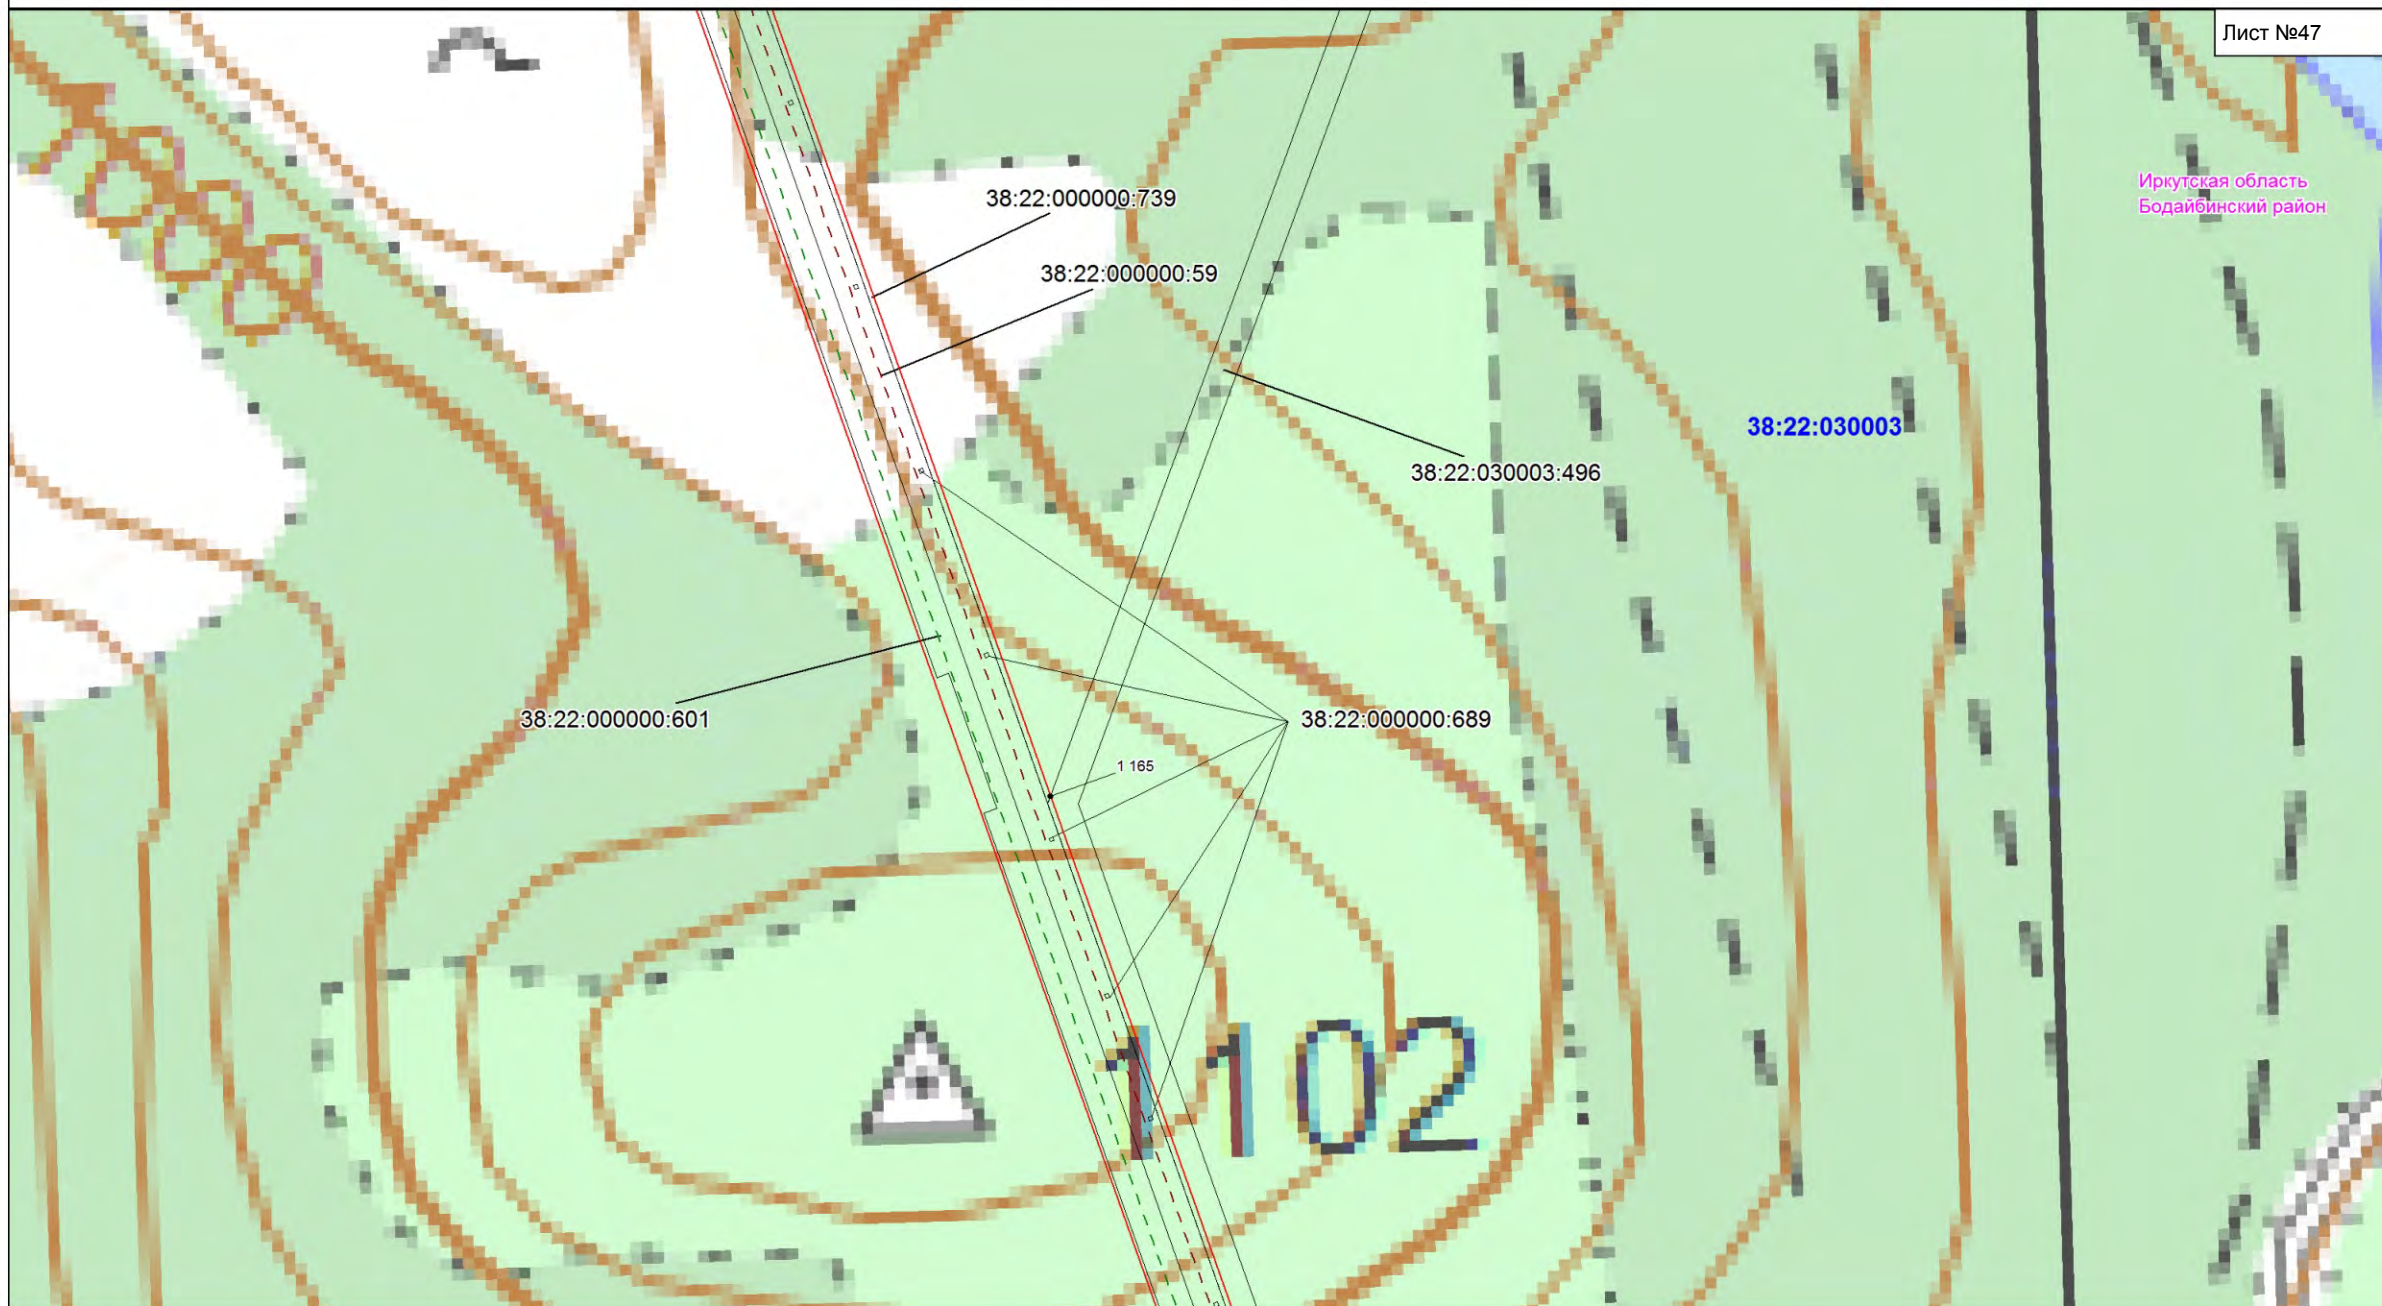 Лист №47
Иркутская область
Бодайбинский район
38:22:000000:739
38:22:000000:59
38:22:030003
38:22:030003:496
38:22:000000:601
38:22:000000:689
1 165
1102